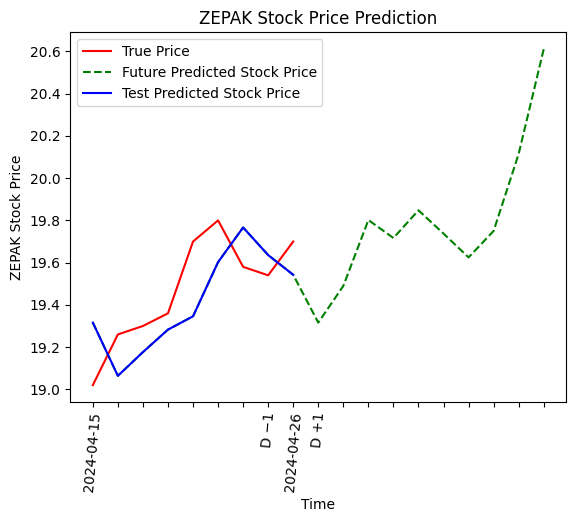 ZEPAK Stock Price Prediction
True Price
Future Predicted Stock Price
Test Predicted Stock Price
ZEPAK Stock Price
20.6
20.4
20.2
20.0
19.8
19.6
19.4
19.2
19.0
2024-04-15
D −1
2024-04-26
D +1
Time